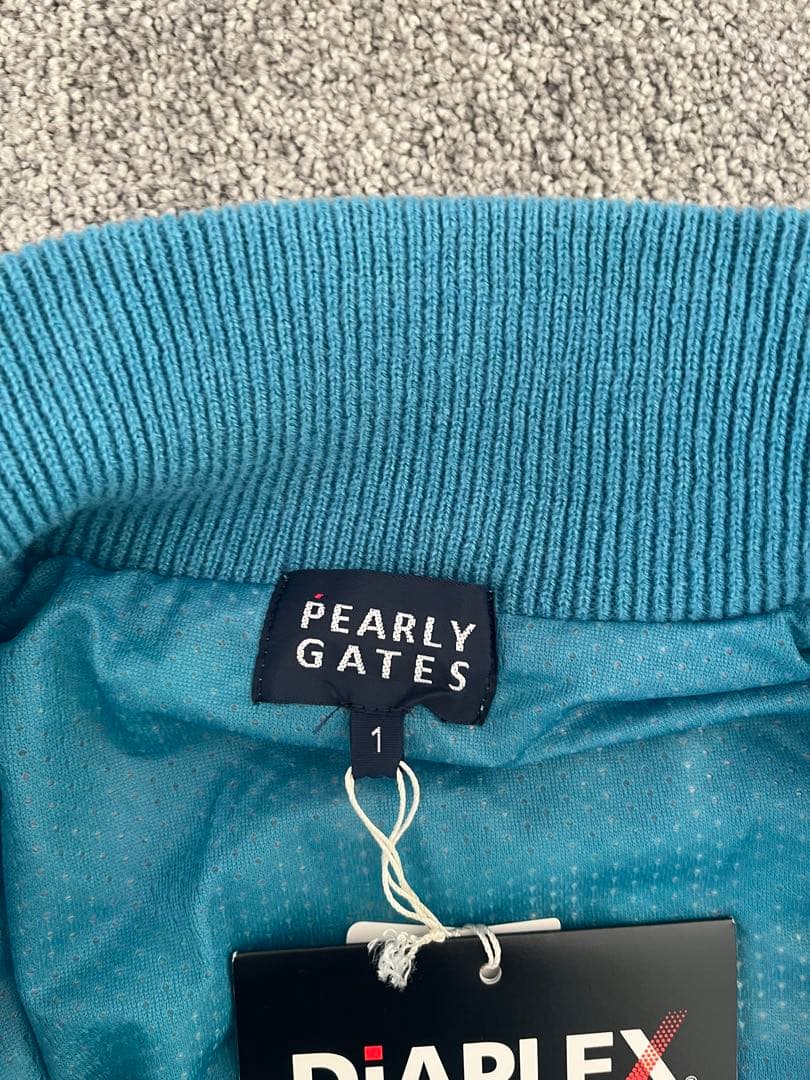 PEARLY
GATES
1
DiAPLEX
®